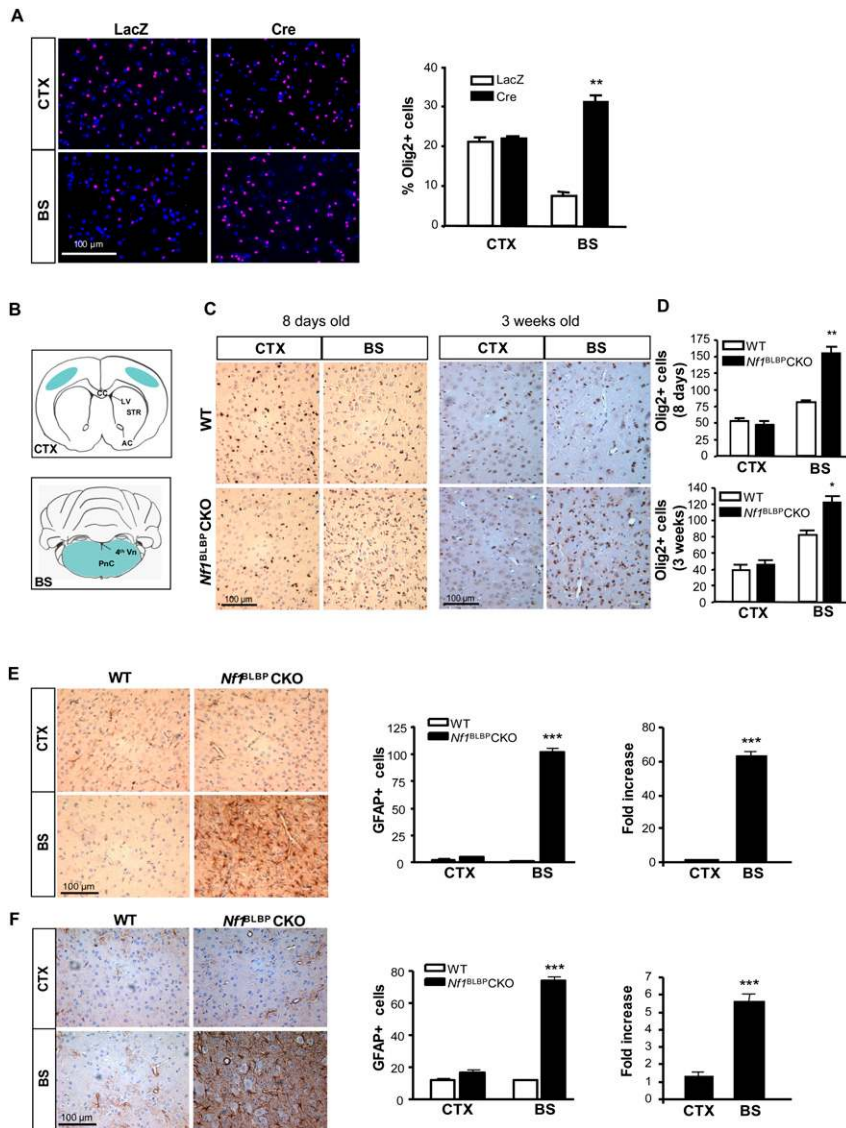 A
LacZ
Cre
CTX
BS
100 µm
% Olig2+ cells
40
30
20
10
0
LacZ
Cre
**
CTX
BS
B
CC
LV
STR
AC
CTX
4th Vn
PnC
BS
C
8 days old
3 weeks old
CTX
BS
CTX
BS
WT
Nf1BLBPCKO
100 µm
100 µm
D
Olig2+ cells
(8 days)
175
150
125
100
75
50
25
0
WT
Nf1BLBPCKO
**
CTX
BS
Olig2+ cells
(3 weeks)
140
120
100
80
60
40
20
0
WT
Nf1BLBPCKO
*
CTX
BS
E
WT
Nf1BLBP CKO
CTX
BS
100 µm
GFAP+ cells
125
100
75
50
25
0
WT
Nf1BLBPCKO
***
CTX
BS
Fold increase
80
60
40
20
0
***
CTX
BS
F
WT
Nf1BLBP CKO
CTX
BS
100 µm
GFAP+ cells
80
60
40
20
0
WT
Nf1BLBPCKO
***
CTX
BS
Fold increase
6
5
4
3
2
1
0
***
CTX
BS